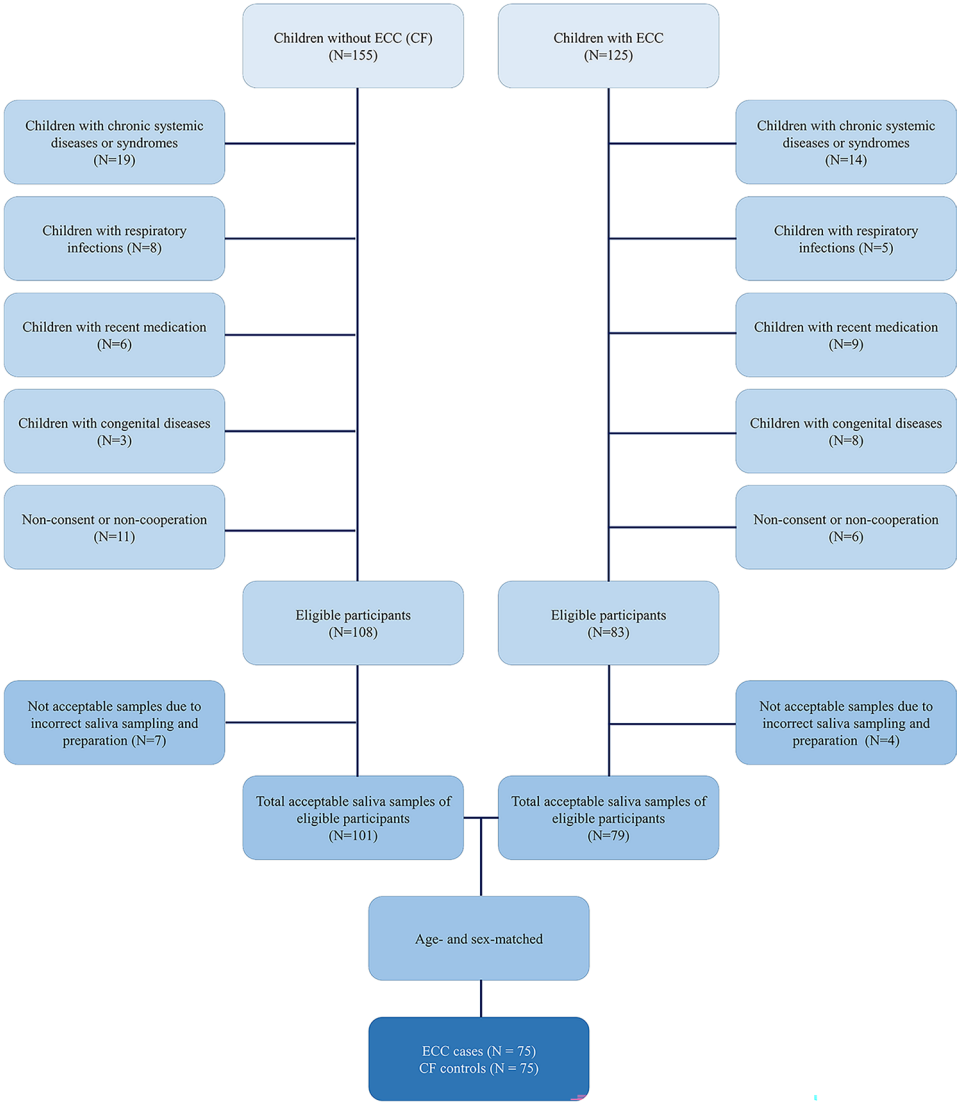 Children without ECC (CF)
(N=155)
Children with ECC
(N=125)
Children with chronic systemic
diseases or syndromes
(N=19)
Children with chronic systemic
diseases or syndromes
(N=14)
Children with respiratory
infections (N=8)
Children with respiratory
infections (N=5)
Children with recent medication
(N=6)
Children with recent medication
(N=9)
Children with congenital diseases
(N=3)
Children with congenital diseases
(N=8)
Non-consent or non-cooperation
(N=11)
Non-consent or non-cooperation
(N=6)
Eligible participants
(N=108)
Eligible participants
(N=83)
Not acceptable samples due to
incorrect saliva sampling and
preparation (N=7)
Not acceptable samples due to
incorrect saliva sampling and
preparation (N=4)
Total acceptable saliva samples of
eligible participants
(N=101)
Total acceptable saliva samples of
eligible participants
(N=79)
Age- and sex-matched
ECC cases (N = 75)
CF controls (N = 75)